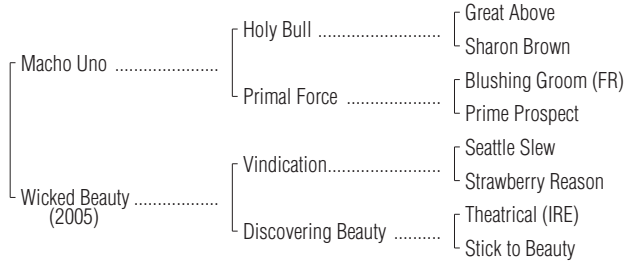 Great Above
Holy Bull ..........................
Sharon Brown
Macho Uno ......................
Blushing Groom (FR)
Primal Force ....................
Prime Prospect
Seattle Slew
Vindication........................
Strawberry Reason
Wicked Beauty ..................
(2005)
Theatrical (IRE)
Discovering Beauty ..........
Stick to Beauty